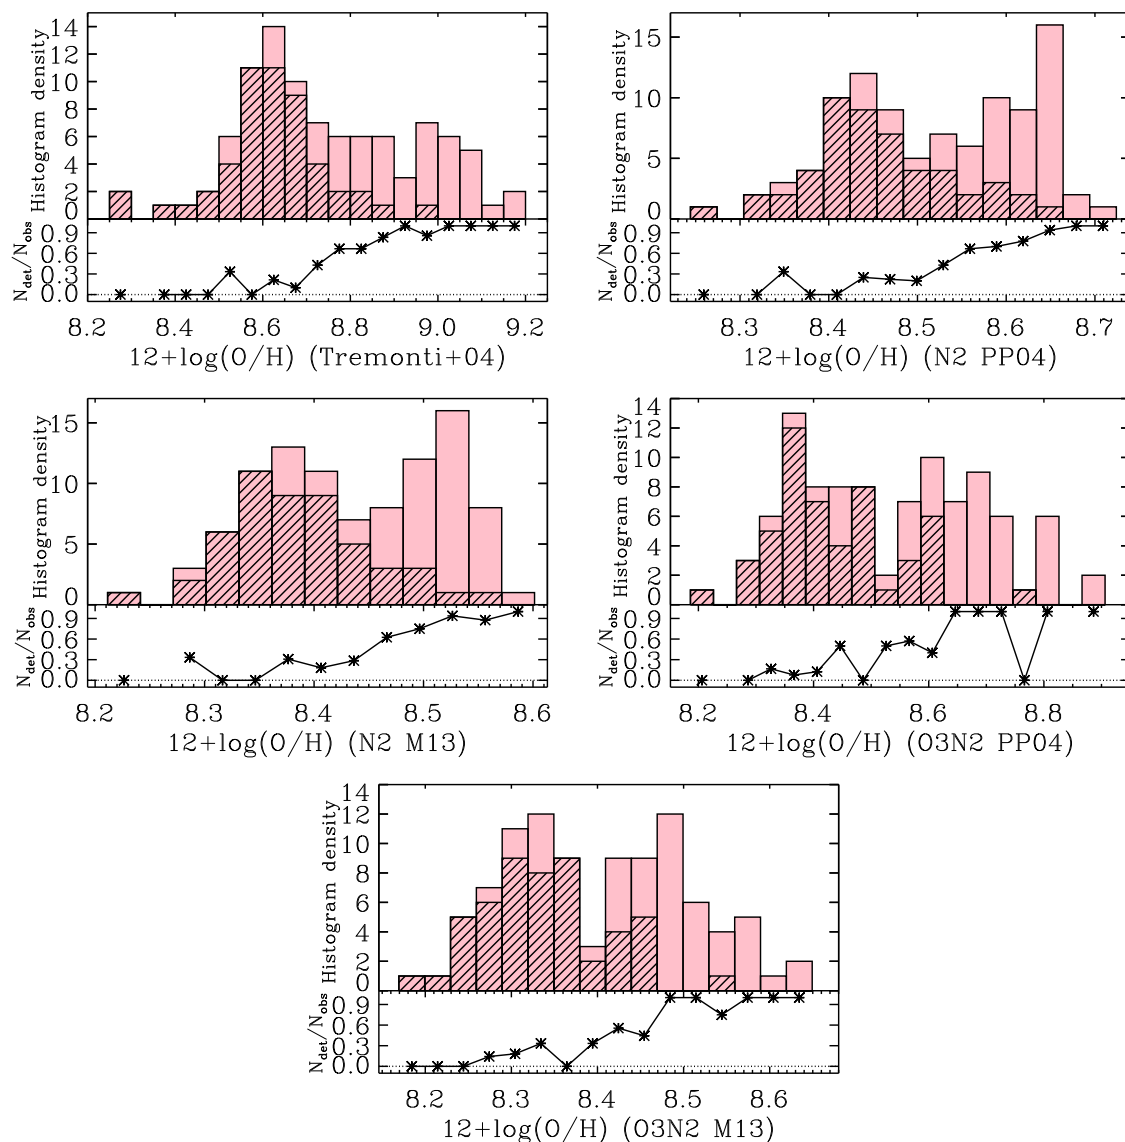 14
12
10
8
6
4
2
0
Histogram density
0.9
0.6
0.3
0.0
N_det/N_obs
8.2 8.4 8.6 8.8 9.0 9.2
12+log(O/H) (Tremonti+04)
15
10
5
0
Histogram density
0.9
0.6
0.3
0.0
N_det/N_obs
8.3 8.4 8.5 8.6 8.7
12+log(O/H) (N2 PP04)
15
10
5
0
Histogram density
0.9
0.6
0.3
0.0
N_det/N_obs
8.2 8.3 8.4 8.5 8.6
12+log(O/H) (N2 M13)
14
12
10
8
6
4
2
0
Histogram density
0.9
0.6
0.3
0.0
N_det/N_obs
8.2 8.4 8.6 8.8
12+log(O/H) (O3N2 PP04)
14
12
10
8
6
4
2
0
Histogram density
0.9
0.6
0.3
0.0
N_det/N_obs
8.2 8.3 8.4 8.5 8.6
12+log(O/H) (O3N2 M13)